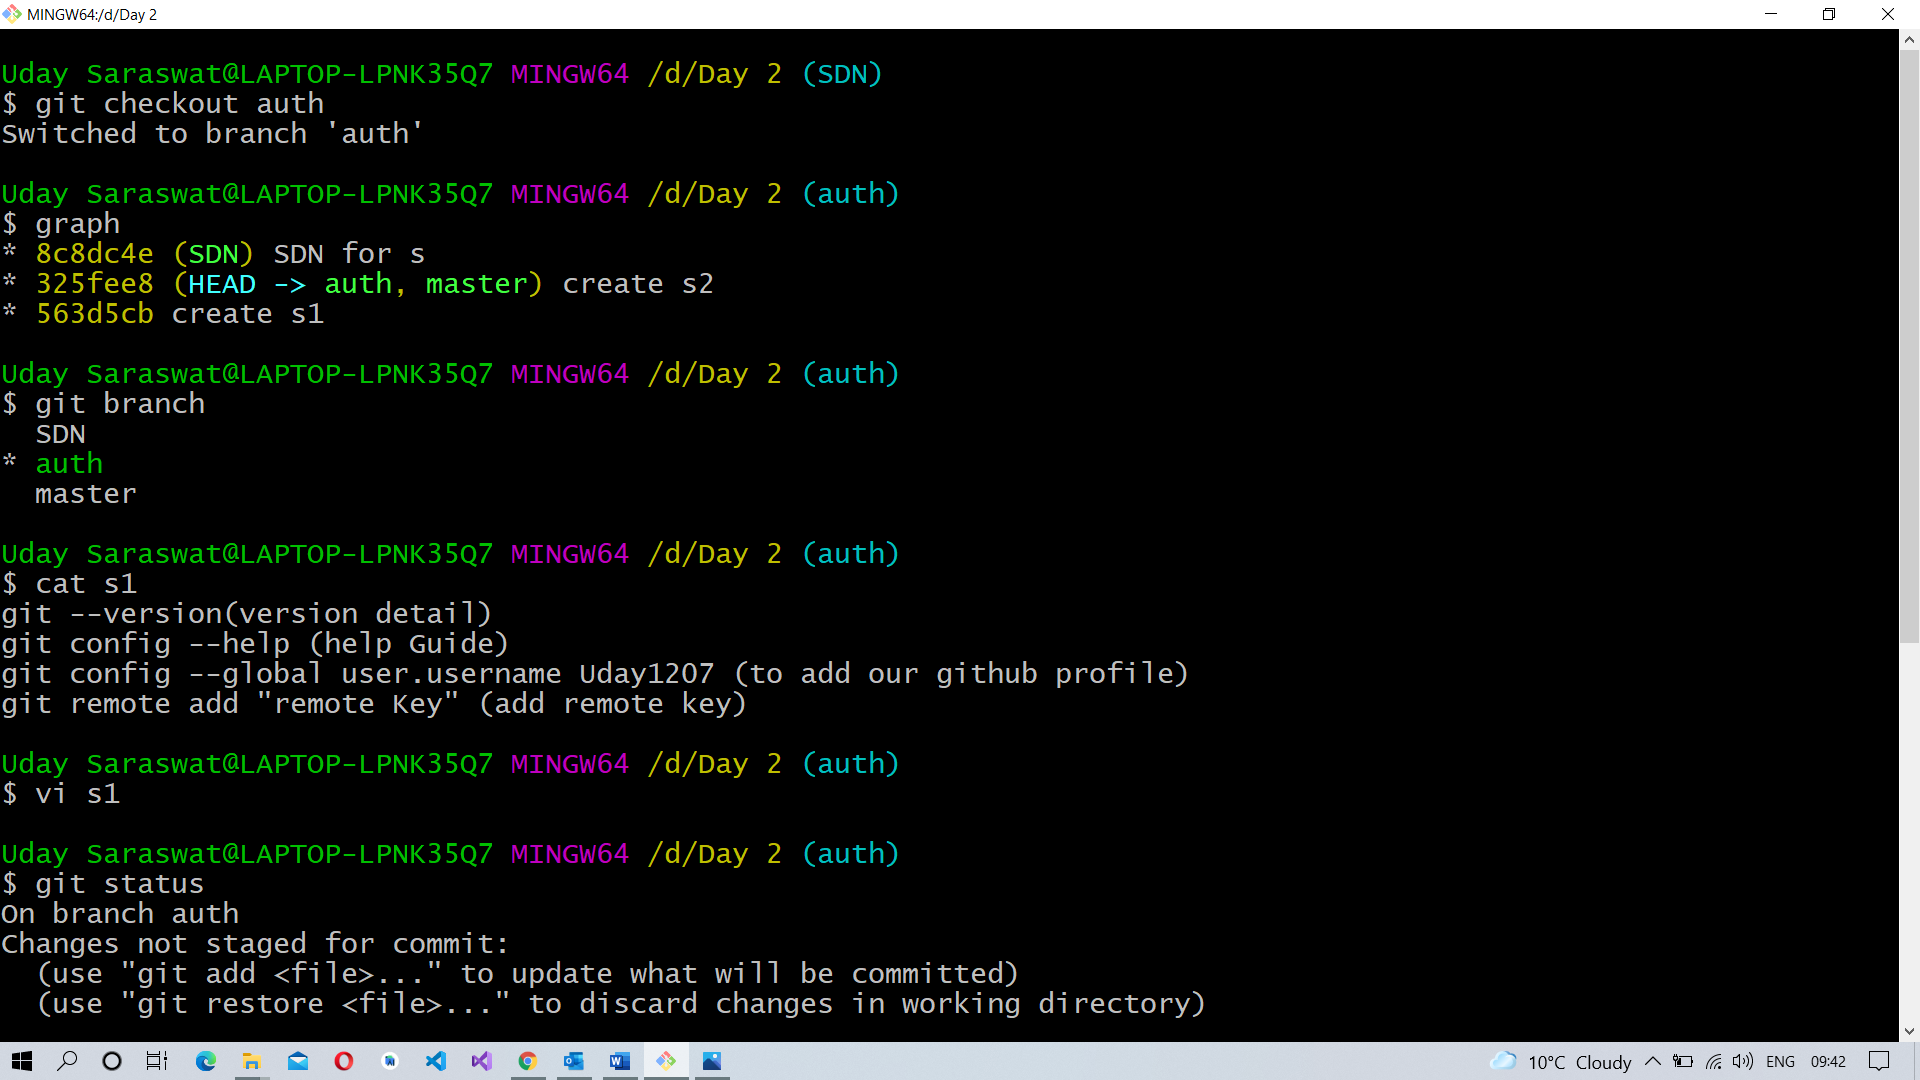 MINGW64:/d/Day 2
Uday Saraswat@LAPTOP-LPNK35Q7 MINGW64 /d/Day 2 (SDN)
$ git checkout auth
Switched to branch 'auth'
Uday Saraswat@LAPTOP-LPNK35Q7 MINGW64 /d/Day 2 (auth)
$ graph
* 8c8dc4e (SDN) SDN for s
* 325fee8 (HEAD -> auth, master) create s2
* 563d5cb create s1
Uday Saraswat@LAPTOP-LPNK35Q7 MINGW64 /d/Day 2 (auth)
$ git branch
  SDN
* auth
  master
Uday Saraswat@LAPTOP-LPNK35Q7 MINGW64 /d/Day 2 (auth)
$ cat s1
git --version(version detail)
git config --help (help Guide)
git config --global user.username Uday1207 (to add our github profile)
git remote add "remote Key" (add remote key)
Uday Saraswat@LAPTOP-LPNK35Q7 MINGW64 /d/Day 2 (auth)
$ vi s1
Uday Saraswat@LAPTOP-LPNK35Q7 MINGW64 /d/Day 2 (auth)
$ git status
On branch auth
Changes not staged for commit:
  (use "git add <file>..." to update what will be committed)
  (use "git restore <file>..." to discard changes in working directory)
10°C Cloudy ENG 09:42